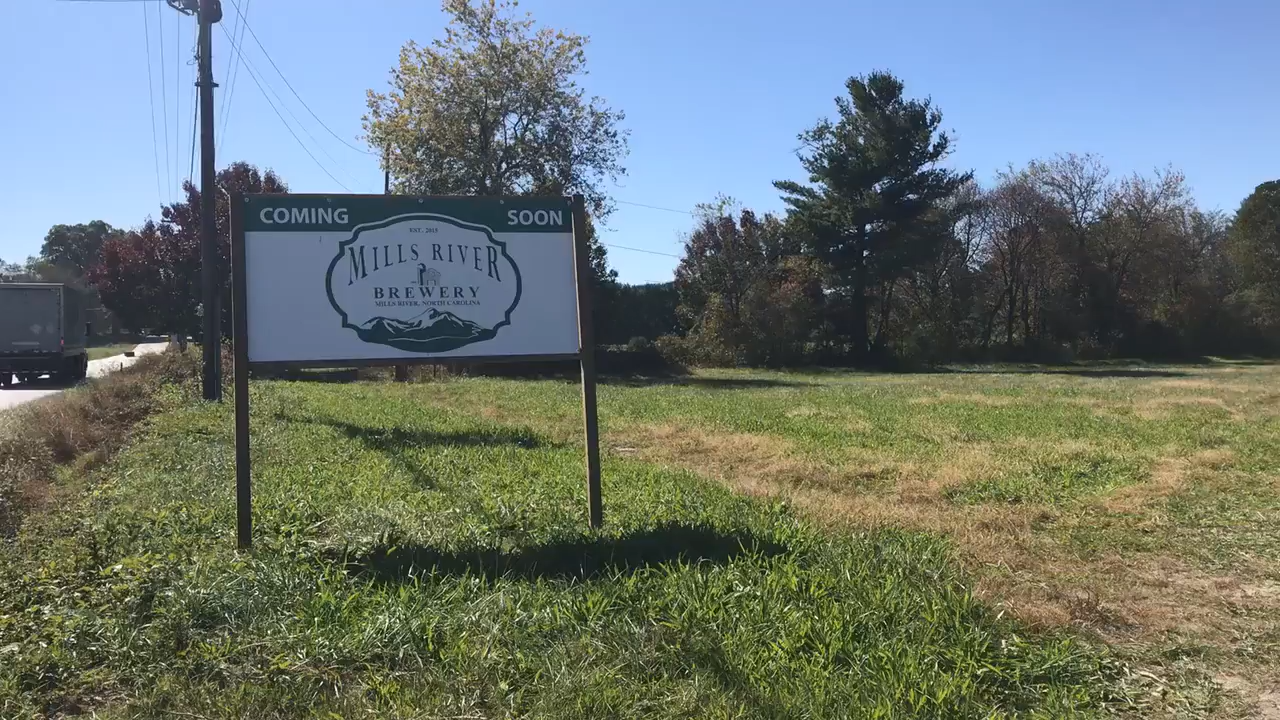 COMING SOON
EST. 2015
MILLS RIVER
BREWERY
MILLS RIVER, NORTH CAROLINA